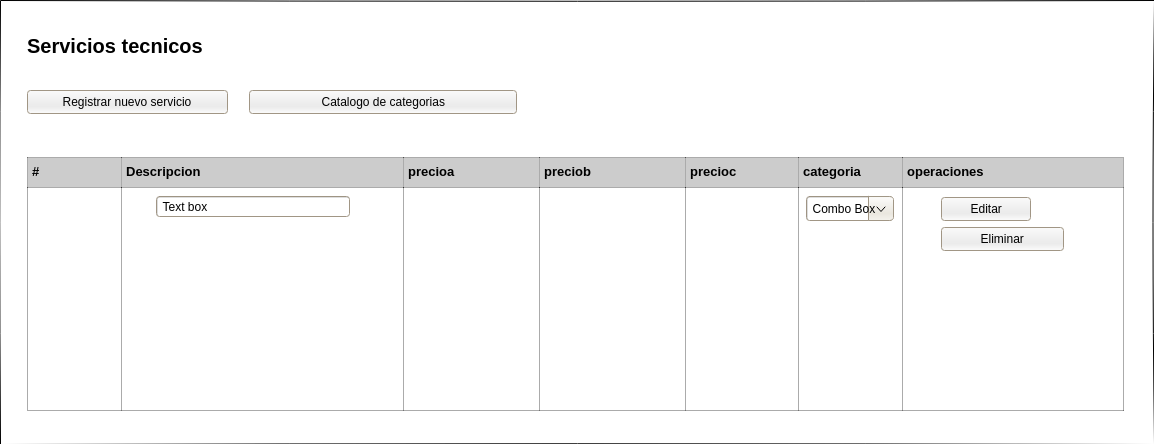 Servicios tecnicos
Registrar nuevo servicio Catalogo de categorias
# Descripcion precioa preciob precioc categoria operaciones
Text box Combo Box Editar
Eliminar